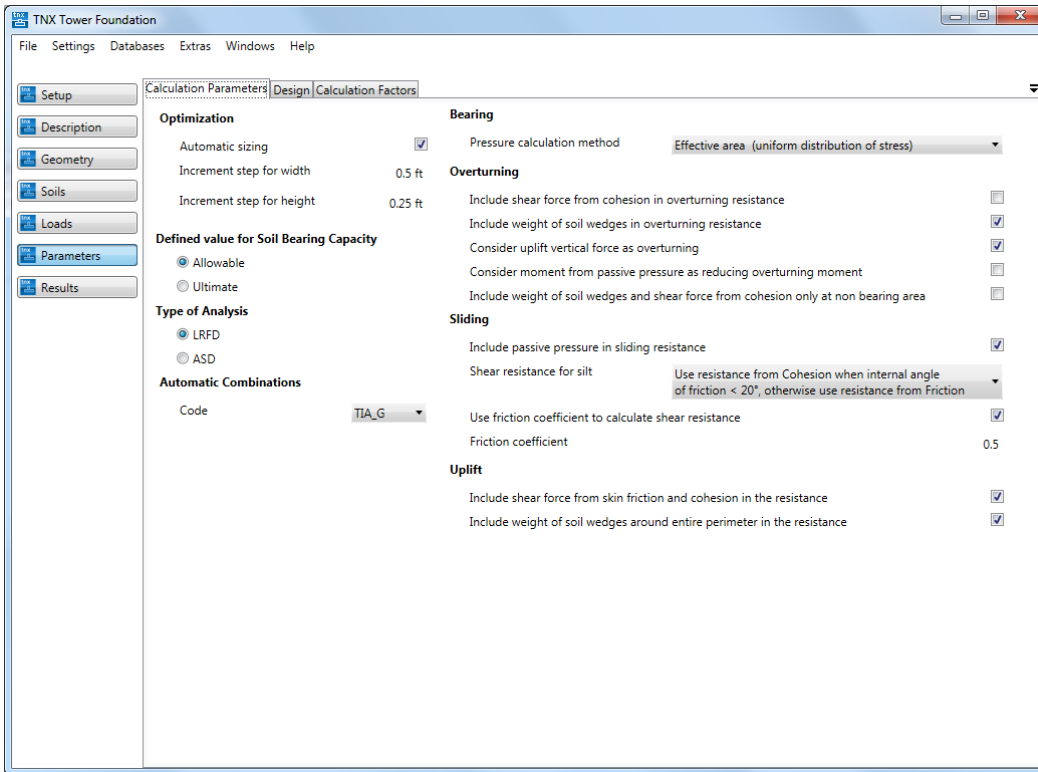 tnx TNX Tower Foundation
File Settings Databases Extras Windows Help
tnx Setup
tnx Description
tnx Geometry
tnx Soils
tnx Loads
tnx Parameters
tnx Results
Calculation Parameters Design Calculation Factors
Optimization
Automatic sizing
Increment step for width 0.5 ft
Increment step for height 0.25 ft
Defined value for Soil Bearing Capacity
Allowable
Ultimate
Type of Analysis
LRFD
ASD
Automatic Combinations
Code TIA_G
Bearing
Pressure calculation method Effective area (uniform distribution of stress)
Overturning
Include shear force from cohesion in overturning resistance
Include weight of soil wedges in overturning resistance
Consider uplift vertical force as overturning
Consider moment from passive pressure as reducing overturning moment
Include weight of soil wedges and shear force from cohesion only at non bearing area
Sliding
Include passive pressure in sliding resistance
Shear resistance for silt Use resistance from Cohesion when internal angle
of friction < 20°, otherwise use resistance from Friction
Use friction coefficient to calculate shear resistance
Friction coefficient 0.5
Uplift
Include shear force from skin friction and cohesion in the resistance
Include weight of soil wedges around entire perimeter in the resistance